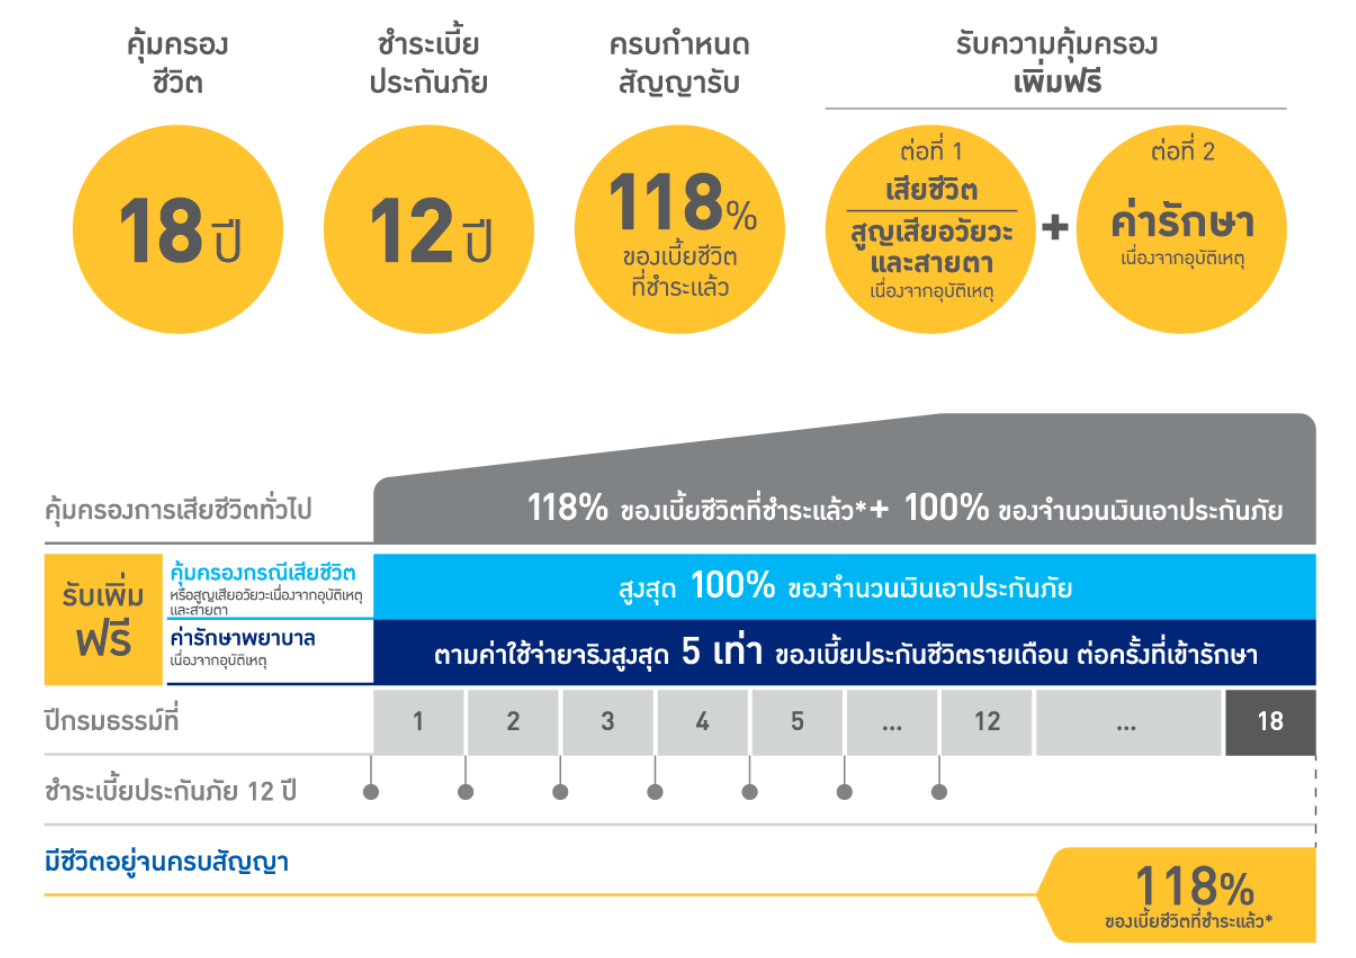 คุ้มครอง
ชีวิต
18 ปี
ชำระเบี้ย
ประกันภัย
12 ปี
ครบกำหนด
สัญญารับ
118%
ของเบี้ยชีวิต
ที่ชำระแล้ว
รับความคุ้มครอง
เพิ่มฟรี
ต่อที่ 1
เสียชีวิต
สูญเสียอวัยวะ
และสายตา
เนื่องจากอุบัติเหตุ
+
ต่อที่ 2
ค่ารักษา
เนื่องจากอุบัติเหตุ
คุ้มครองการเสียชีวิตทั่วไป
118% ของเบี้ยชีวิตที่ชำระแล้ว*+ 100% ของจำนวนเงินเอาประกันภัย
รับเพิ่ม
ฟรี
คุ้มครองกรณีเสียชีวิต
หรือสูญเสียอวัยวะเนื่องจากอุบัติเหตุ
และสายตา
สูงสุด 100% ของจำนวนเงินเอาประกันภัย
ค่ารักษาพยาบาล
เนื่องจากอุบัติเหตุ
ตามค่าใช้จ่ายจริงสูงสุด 5 เท่า ของเบี้ยประกันชีวิตรายเดือน ต่อครั้งที่เข้ารักษา
ปีกรมธรรม์ที่ 1 2 3 4 5 ... 12 ... 18
ชำระเบี้ยประกันภัย 12 ปี
มีชีวิตอยู่จนครบสัญญา
118%
ของเบี้ยชีวิตที่ชำระแล้ว*